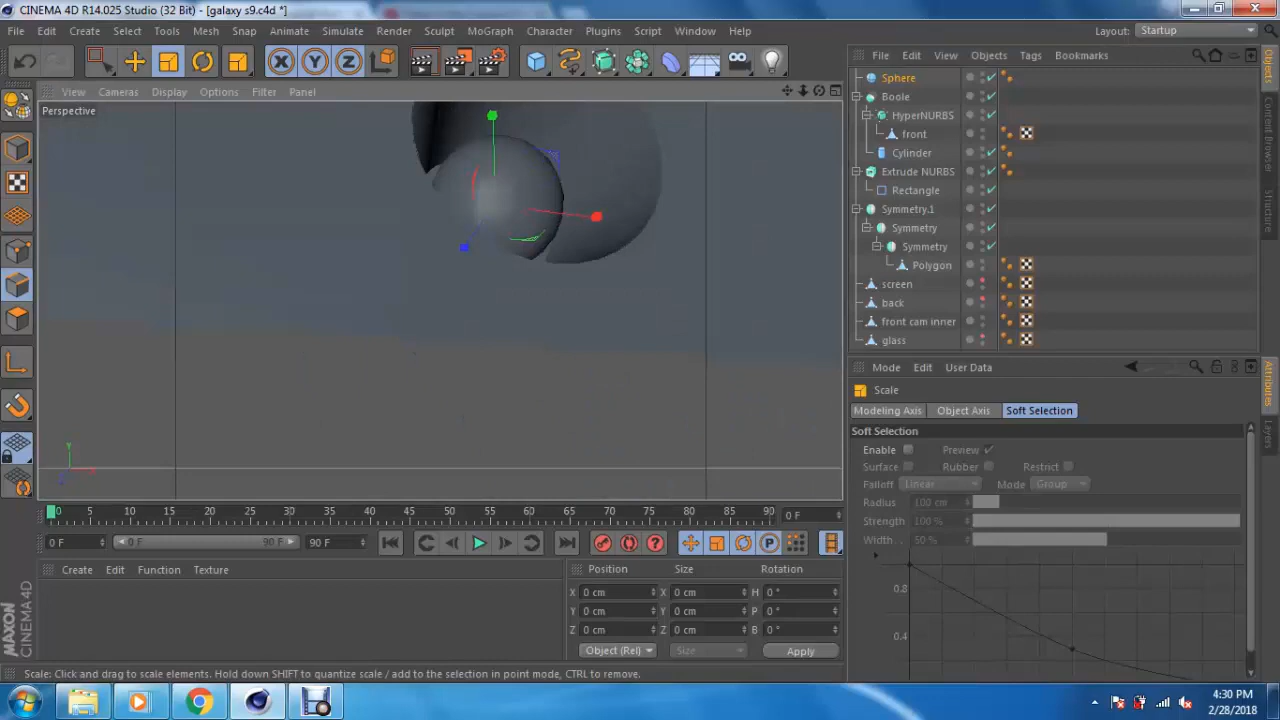 CINEMA 4D R14.025 Studio (32 Bit) - [galaxy s9.c4d *]
File Edit Create Select Tools Mesh Snap Animate Simulate Render Sculpt MoGraph Character Plugins Script Window Help
Layout: Startup
X Y Z
File Edit View Objects Tags Bookmarks
View Cameras Display Options Filter Panel
Perspective
Sphere
Boole
HyperNURBS
front
Cylinder
Extrude NURBS
Rectangle
Symmetry.1
Symmetry
Symmetry
Polygon
screen
back
front cam inner
glass
Objects
Content Browser
Structure
Attributes
Layers
Mode Edit User Data
Scale
Modeling Axis Object Axis Soft Selection
Soft Selection
Enable Preview
Surface Rubber Restrict
Falloff Linear Mode Group
Radius 100 cm
Strength 100 %
Width. . 50 %
0.8
0.4
Y
0 5 10 15 20 25 30 35 40 45 50 55 60 65 70 75 80 85 90 0 F
0 F 0 F 90 F 90 F
P
Create Edit Function Texture
Position Size Rotation
X 0 cm X 0 cm H 0 °
Y 0 cm Y 0 cm P 0 °
Z 0 cm Z 0 cm B 0 °
Object (Rel) Size Apply
MAXON
CINEMA 4D
Scale: Click and drag to scale elements. Hold down SHIFT to quantize scale / add to the selection in point mode, CTRL to remove.
4:30 PM
2/28/2018